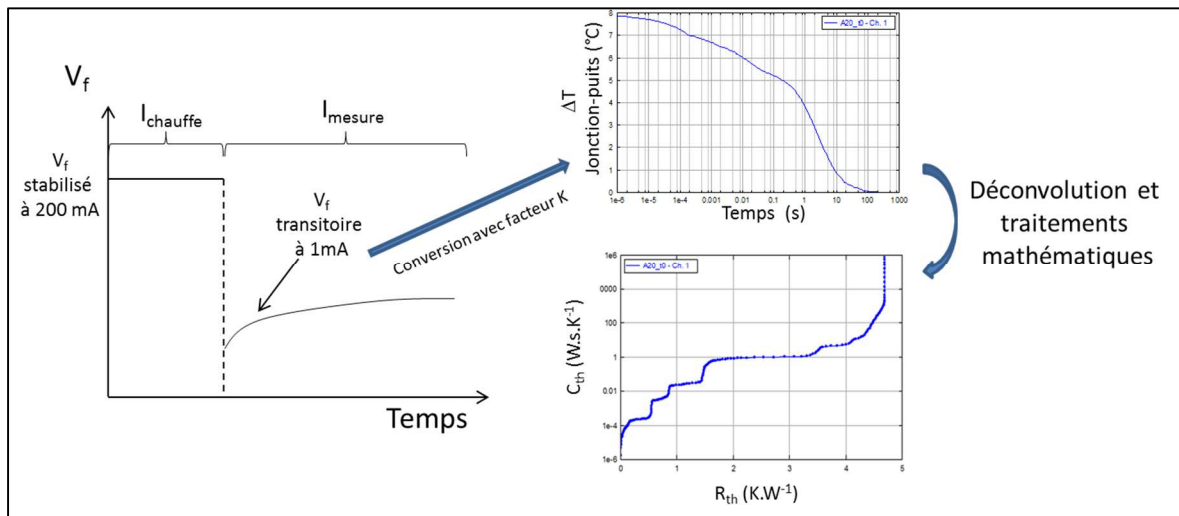 V_f
I_chauffe
I_mesure
V_f
stabilisé
à 200 mA
V_f
transitoire
à 1mA
Temps
Conversion avec facteur K
ΔT
Jonction-puits (°C)
A20_t0 - Ch. 1
8
7
6
5
4
3
2
1
0
1e-6
1e-5
1e-4
0.001
0.01
0.1
1
10
100
1000
Temps (s)
Déconvolution et
traitements
mathématiques
A20_t0 - Ch. 1
C_th (W.s.K⁻¹)
1e6
0000
100
1
0.01
1e-4
1e-6
0
1
2
3
4
5
R_th (K.W⁻¹)